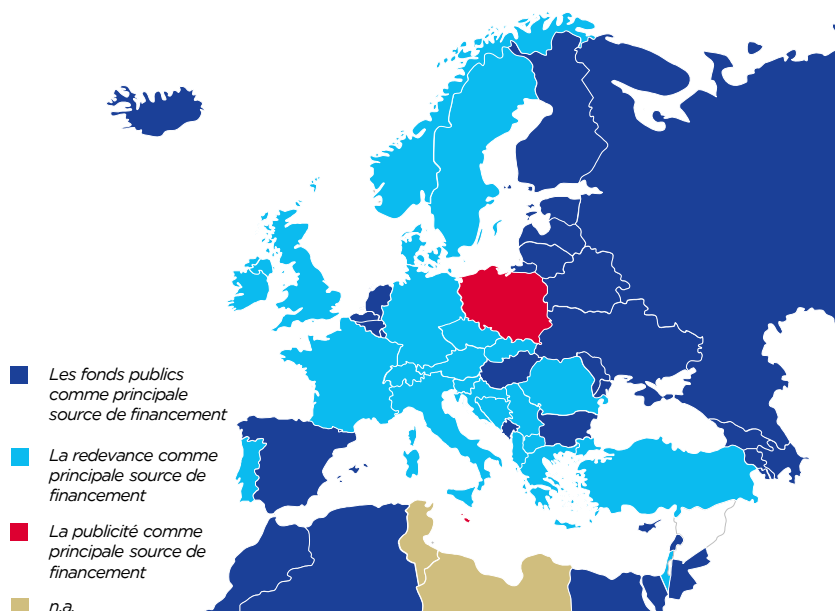 Les fonds publics
comme principale
source de financement
La redevance comme
principale source de
financement
La publicité comme
principale source de
financement
n.a.